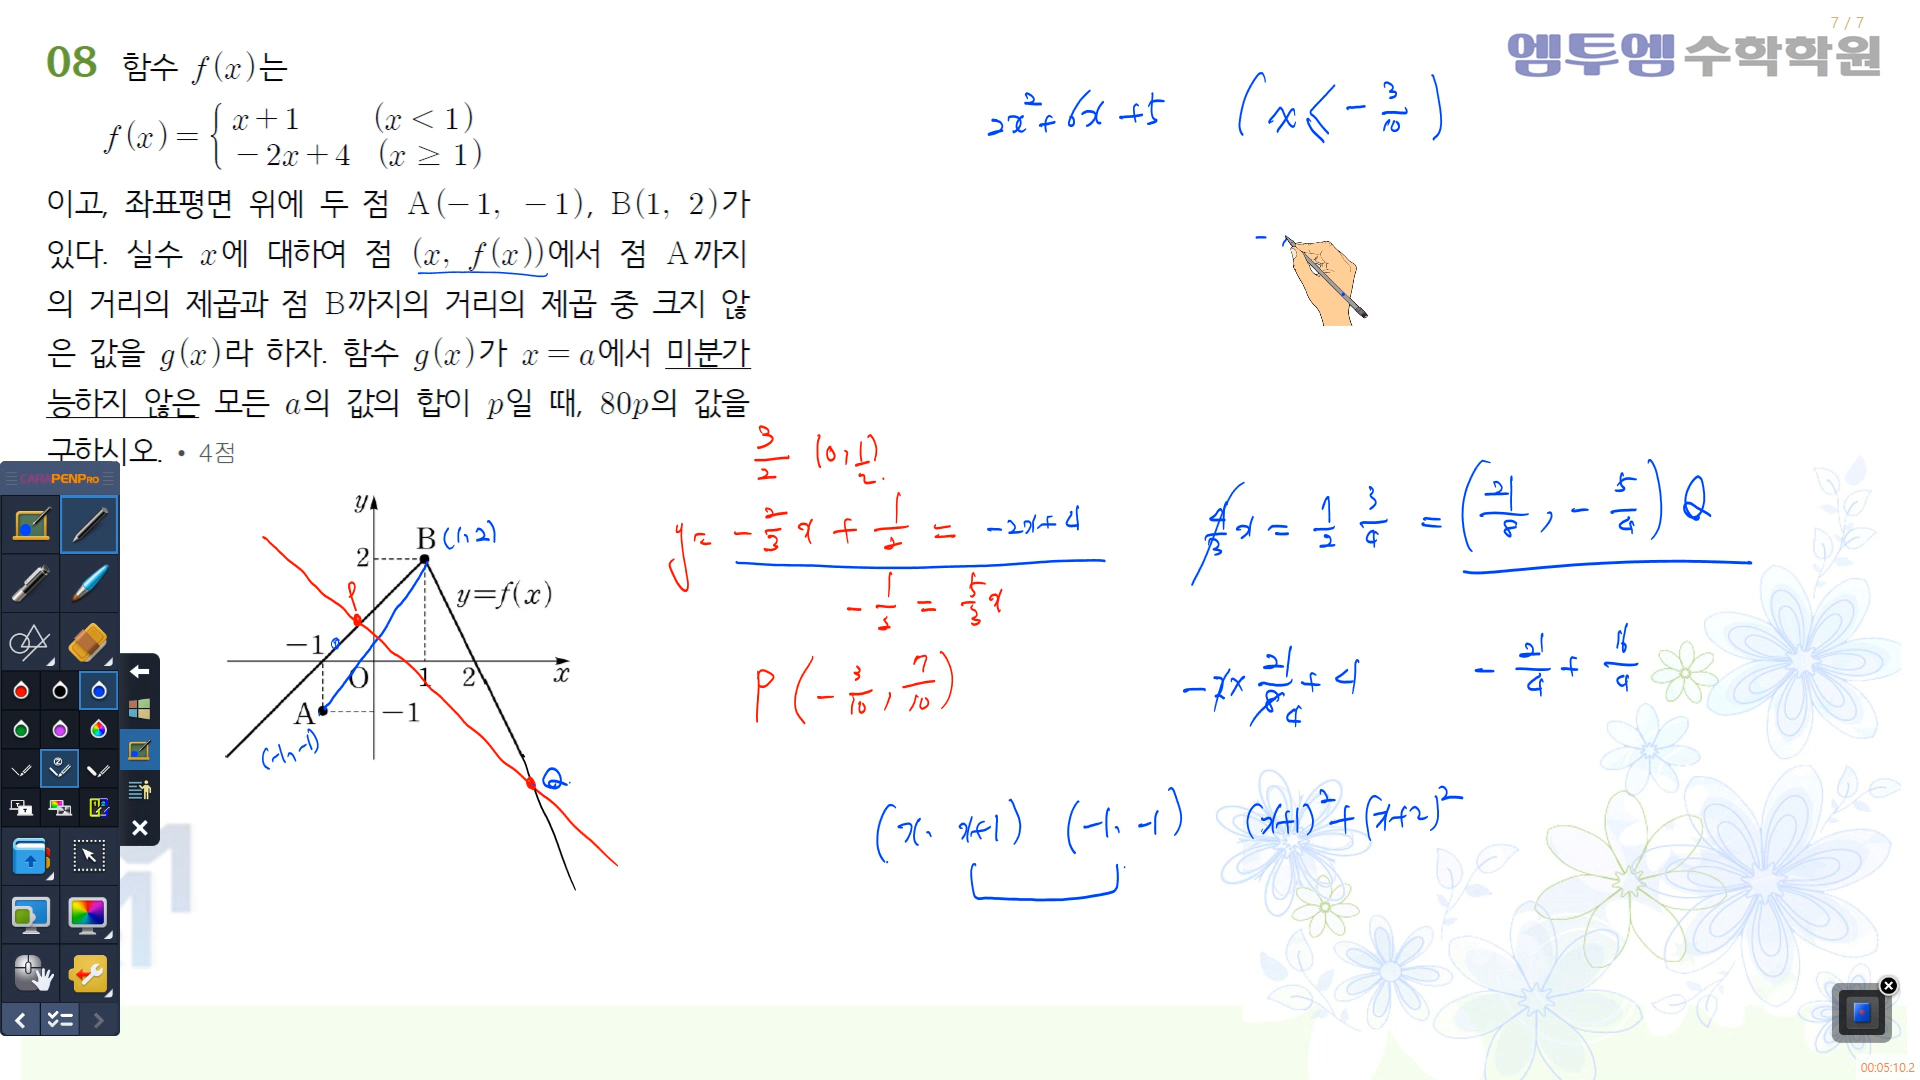 7 / 7
엠투엠 수학학원
08 함수 f(x)는
f(x) = { x+1 (x < 1)
-2x+4 (x ≥ 1)
이고, 좌표평면 위에 두 점 A(-1, -1), B(1, 2)가
있다. 실수 x에 대하여 점 (x, f(x))에서 점 A까지
의 거리의 제곱과 점 B까지의 거리의 제곱 중 크지 않
은 값을 g(x)라 하자. 함수 g(x)가 x = a에서 미분가
능하지 않은 모든 a의 값의 합이 p일 때, 80p의 값을
구하시오. • 4점
2x² + 6x + 5 (x ≤ -3/10)
-
3/2 (0, 1/2)
y = -2/3 x + 1/2 = -2x+4
P(-3/10, 7/10)
= (21/8, -5/4) Q
-2 × 21/8 + 4
4
-21/4 + 16/4
(x, x+1) (-1, -1) (x+1)² + (x+2)²
y
B (1, 2)
2
P
y=f(x)
-1
O
1
2
x
A
-1
(-1, -1)
Q
CARAPENPRO
00:05:10.2